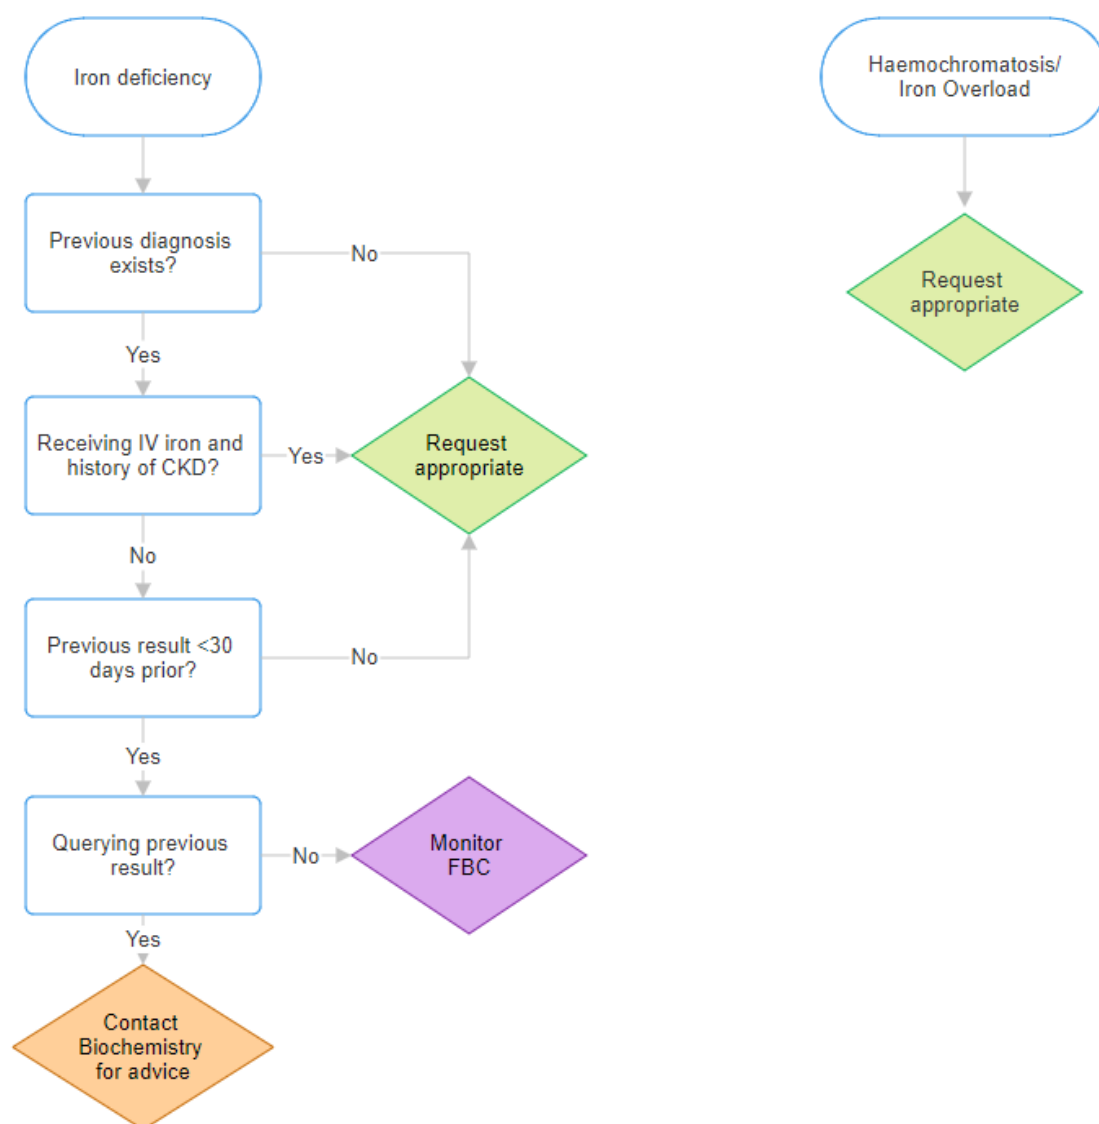 Iron deficiency
Haemochromatosis/
Iron Overload
Previous diagnosis
exists?
No
Request
appropriate
Yes
Receiving IV iron and
history of CKD?
Yes
Request
appropriate
No
Previous result <30
days prior?
No
Yes
Querying previous
result?
No
Monitor
FBC
Yes
Contact
Biochemistry
for advice